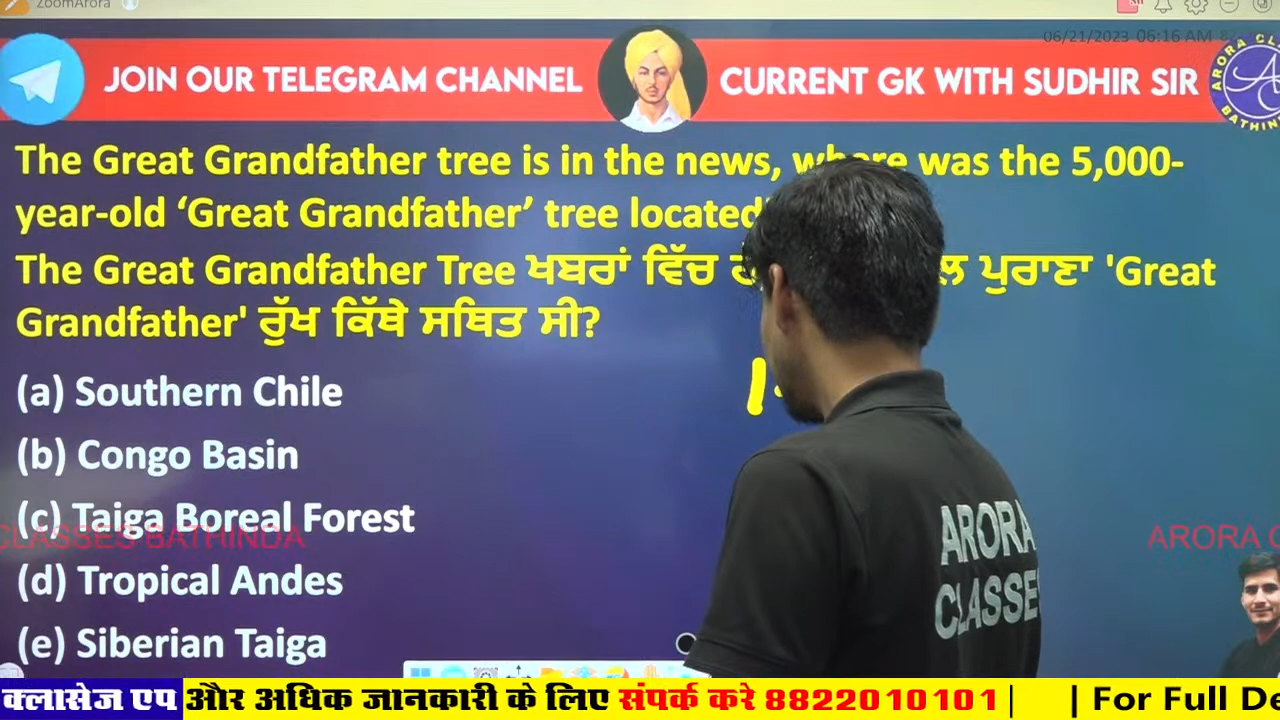 ZoomArora
06/21/2023 06:16 AM
JOIN OUR TELEGRAM CHANNEL
CURRENT GK WITH SUDHIR SIR
ARORA CL
BATHIND
The Great Grandfather tree is in the news, where was the 5,000-
year-old ‘Great Grandfather’ tree located
The Great Grandfather Tree ਖਬਰਾਂ ਵਿੱਚ ਪੁਰਾਣਾ 'Great
Grandfather' ਰੁੱਖ ਕਿੱਥੇ ਸਥਿਤ ਸੀ?
(a) Southern Chile
(b) Congo Basin
(c) Taiga Boreal Forest
(d) Tropical Andes
(e) Siberian Taiga
CLASSES BATHINDA
ARORA C
ARORA
CLASSES
क्लासेज एप और अधिक जानकारी के लिए संपर्क करे 8822010101 | | For Full De